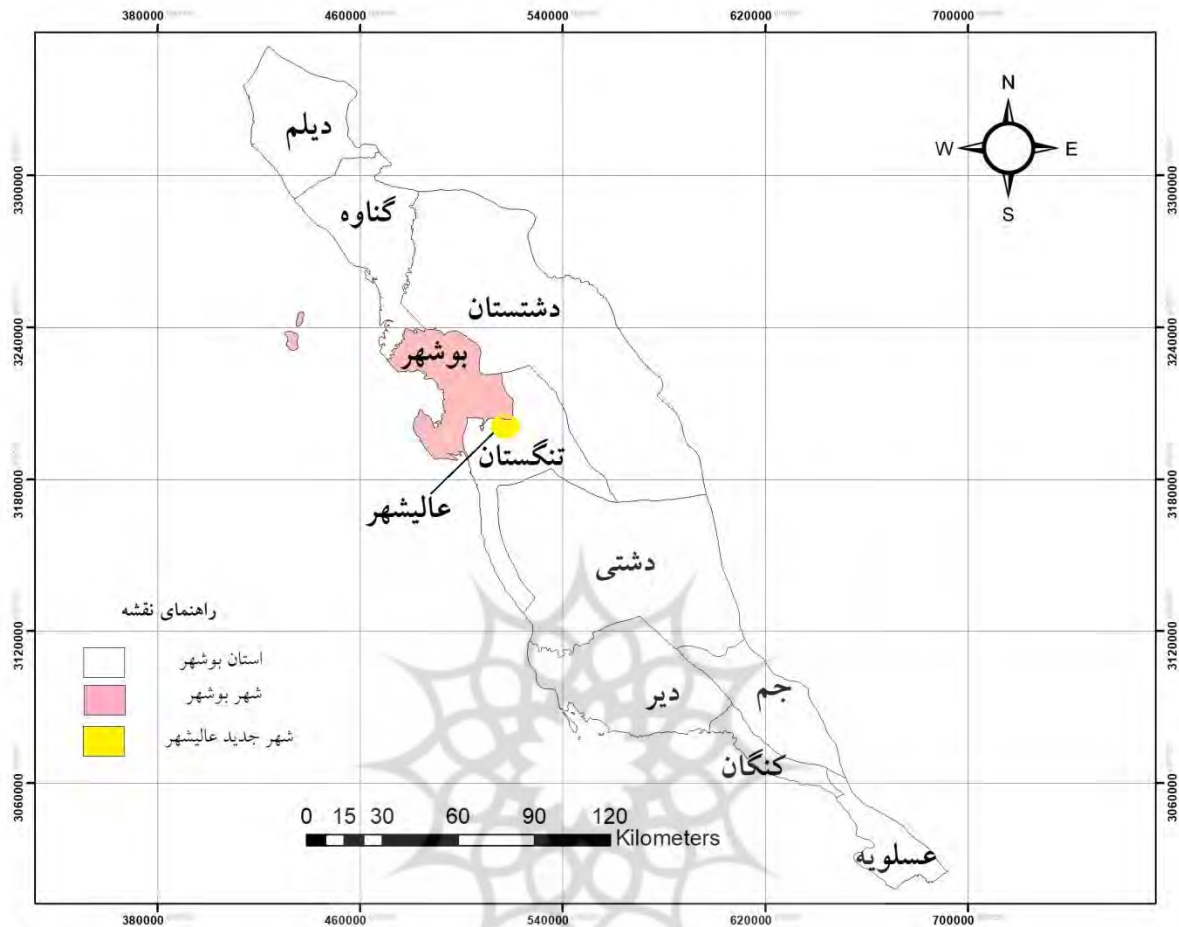 380000 460000 540000 620000 700000
N
W E
S
دیلم
3300000 3300000
گناوه
دشتستان
3240000 3240000
بوشهر
تنگستان
3180000 3180000
عالیشهر
دشتی
راهنمای نقشه
3120000 3120000
استان بوشهر
شهر بوشهر
شهر جدید عالیشهر
دیر
جم
کنگان
3060000 3060000
0 15 30 60 90 120
Kilometers
عسلویه
380000 460000 540000 620000 700000